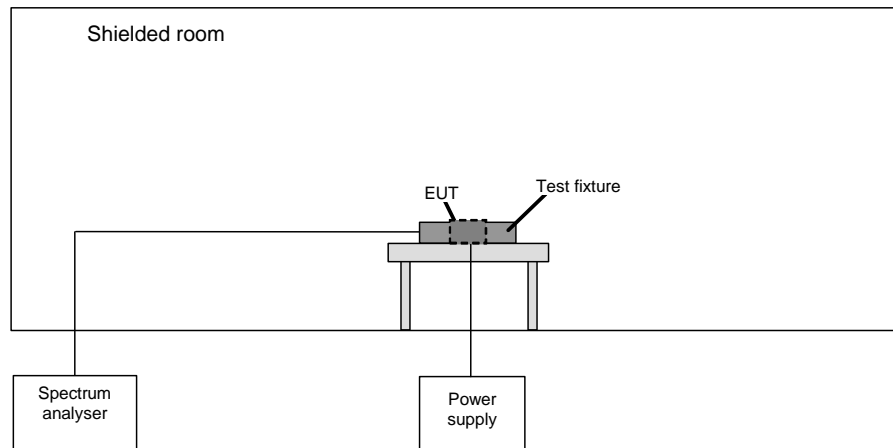 Shielded room
EUT
Test fixture
Spectrum
analyser
Power
supply